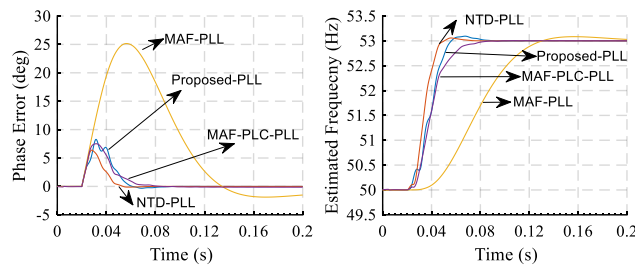 30
25
20
15
10
5
0
-5
0
0.04
0.08
0.12
0.16
0.2
Phase Error (deg)
Time (s)
MAF-PLL
Proposed-PLL
MAF-PLC-PLL
NTD-PLL
53.5
53
52.5
52
51.5
51
50.5
50
49.5
0
0.04
0.08
0.12
0.16
0.2
Estimated Frequecny (Hz)
Time (s)
NTD-PLL
Proposed-PLL
MAF-PLC-PLL
MAF-PLL